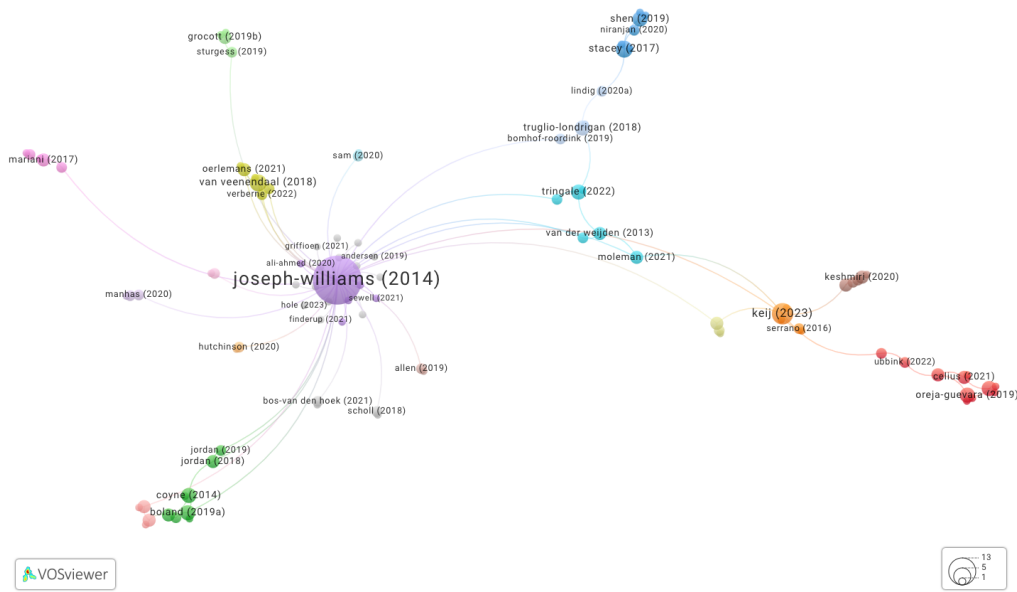 shen (2019)
niranjan (2020)
grocott (2019b)
stacey (2017)
sturgess (2019)
lindig (2020a)
truglio-londrigan (2018)
bomhof-roordink (2019)
sam (2020)
mariani (2017)
oerlemans (2021)
van veenendaal (2018)
tringale (2022)
verberne (2022)
van der weijden (2013)
griffioen (2021)
andersen (2019)
moleman (2021)
ali-ahmed (2020)
joseph-williams (2014)
keshmiri (2020)
manhas (2020)
sewell (2021)
hole (2023)
keij (2023)
finderup (2021)
serrano (2016)
hutchinson (2020)
ubbink (2022)
allen (2019)
celius (2021)
oreja-guevara (2019)
bos-van den hoek (2021)
scholl (2018)
jordan (2019)
jordan (2018)
coyne (2014)
boland (2019a)
VOSviewer
13
5
1